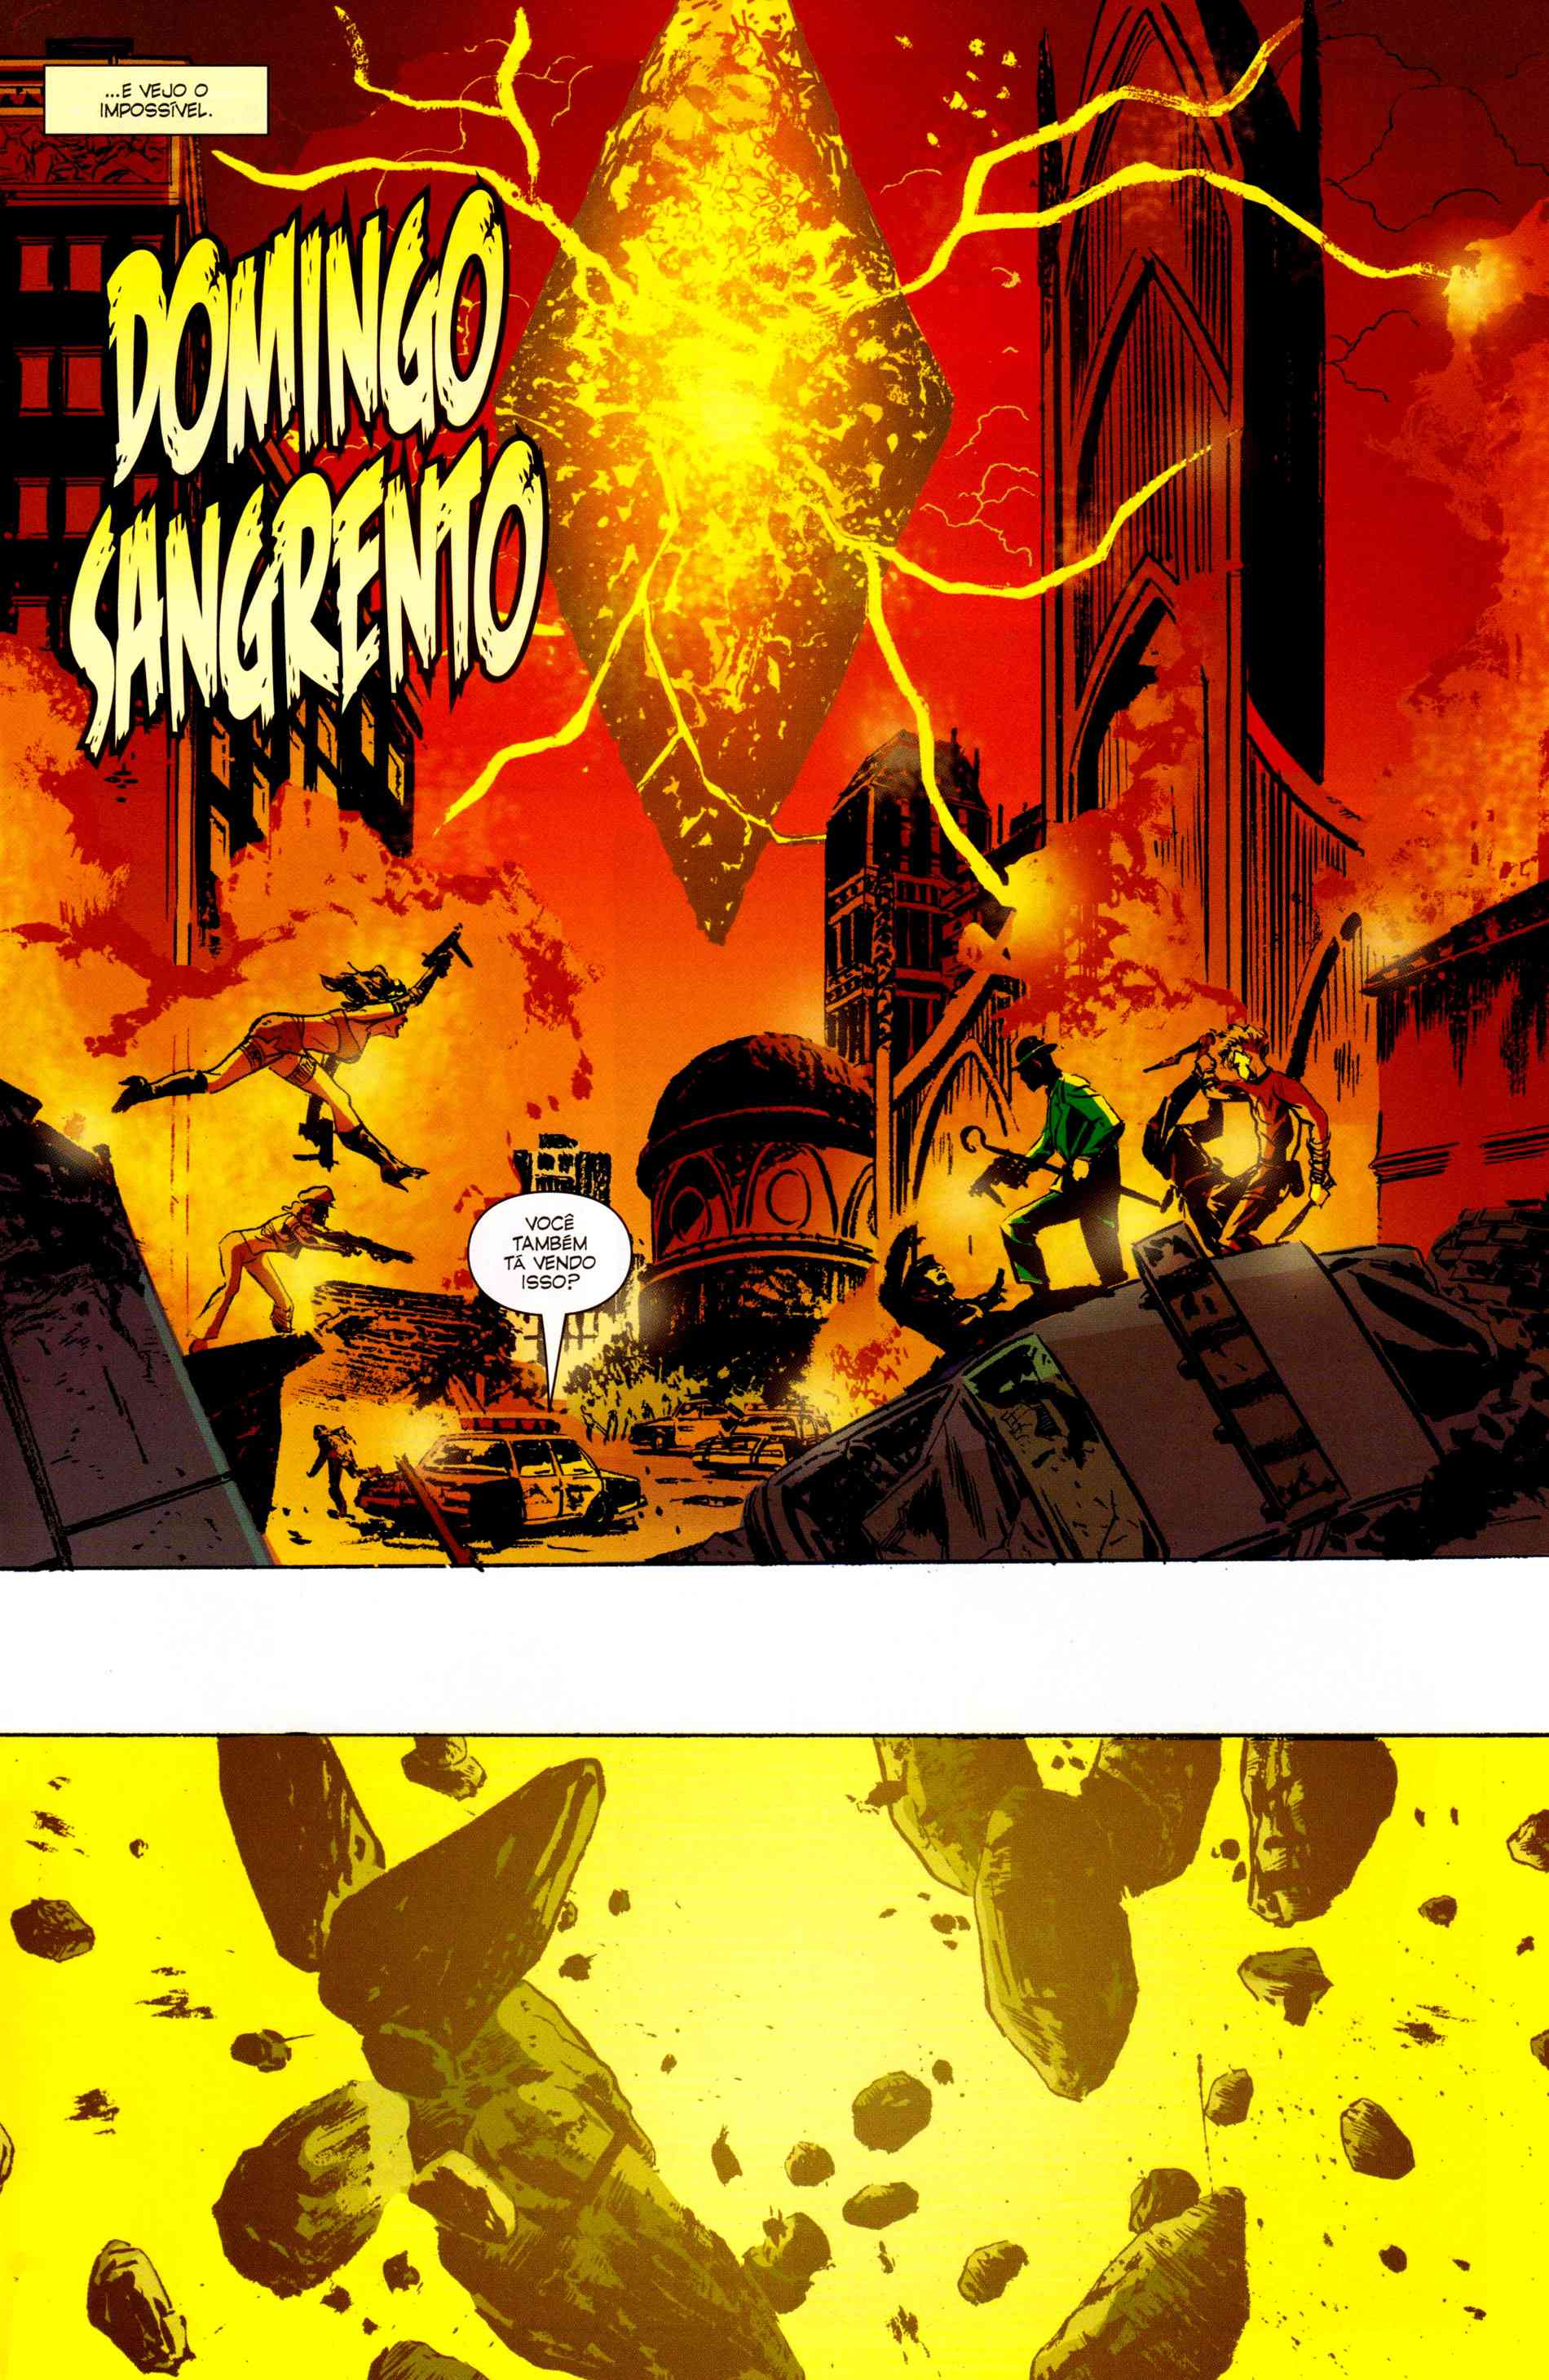 ...E VEJO O
IMPOSSÍVEL.
DOMINGO
SANGRENTO
VOCÊ
TAMBÉM
TÁ VENDO
ISSO?